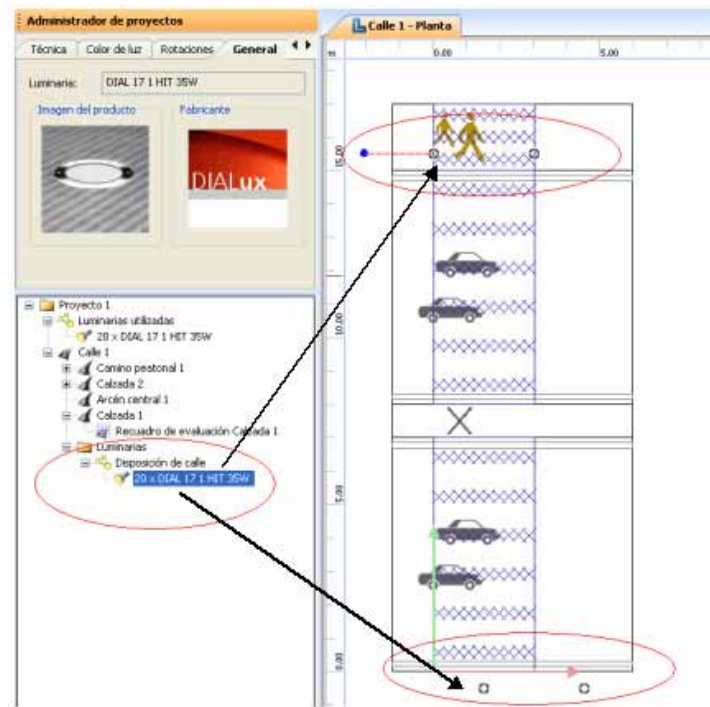 Administrador de proyectos
Técnica Color de luz Rotaciones General
Luminaria: DIAL 17 1 HIT 35W
Imagen del producto Fabricante
DIALux
Proyecto 1
Luminarias utilizadas
20 x DIAL 17 1 HIT 35W
Calle 1
Camino peatonal 1
Calzada 2
Arcén central 1
Calzada 1
Recuadro de evaluación Calzada 1
Luminarias
Disposición de calle
20 x DIAL 17 1 HIT 35W
Calle 1 - Planta
m 0.00 5.00
15.00
10.00
5.00
0.00